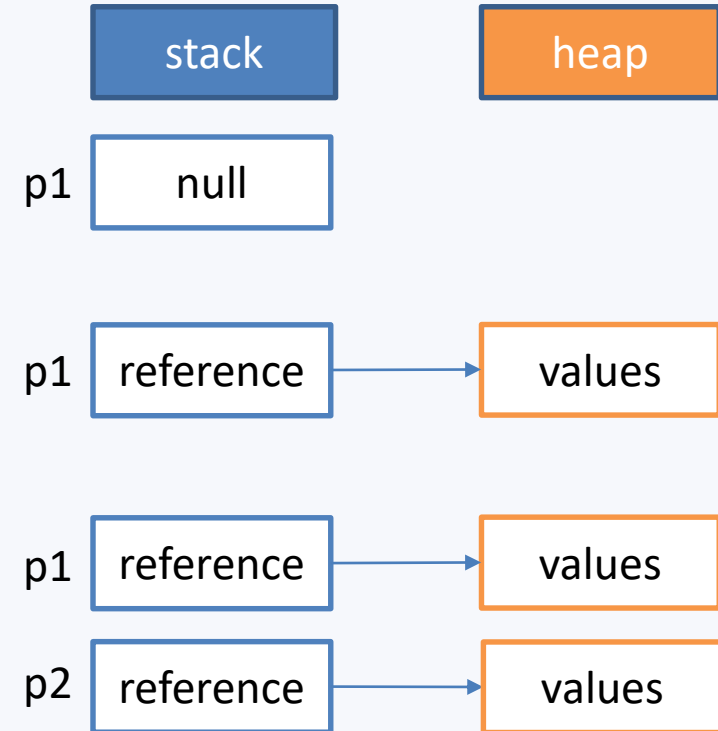 stack heap
p1 null
p1 reference values
p1 reference values
p2 reference values